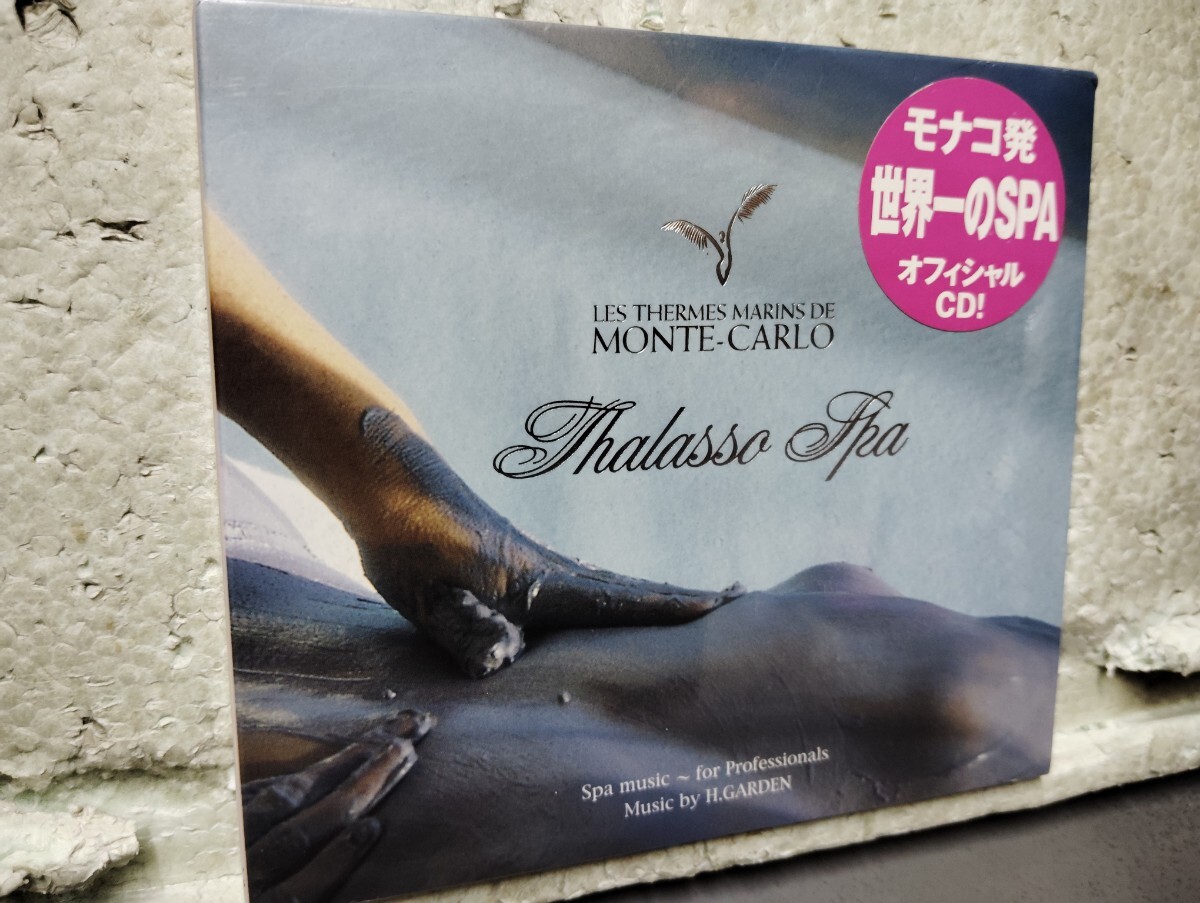 モナコ発
世界一のSPA
オフィシャル
CD!
LES THERMES MARINS DE
MONTE-CARLO
Thalasso Spa
Spa music ~ for Professionals
Music by H.GARDEN